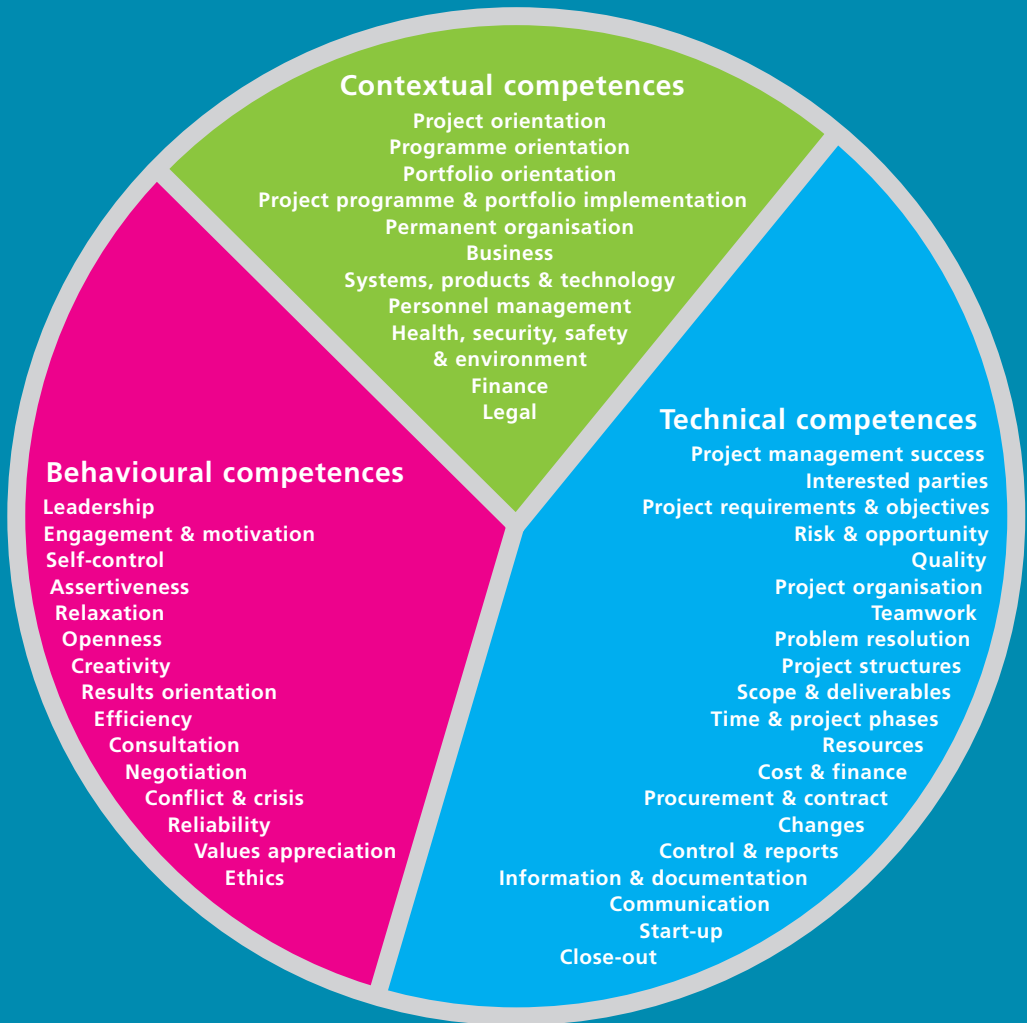 Contextual competences
Project orientation
Programme orientation
Portfolio orientation
Project programme & portfolio implementation
Permanent organisation
Business
Systems, products & technology
Personnel management
Health, security, safety
& environment
Finance
Legal
Technical competences
Project management success
Interested parties
Project requirements & objectives
Risk & opportunity
Quality
Project organisation
Teamwork
Problem resolution
Project structures
Scope & deliverables
Time & project phases
Resources
Cost & finance
Procurement & contract
Changes
Control & reports
Information & documentation
Communication
Start-up
Close-out
Behavioural competences
Leadership
Engagement & motivation
Self-control
Assertiveness
Relaxation
Openness
Creativity
Results orientation
Efficiency
Consultation
Negotiation
Conflict & crisis
Reliability
Values appreciation
Ethics